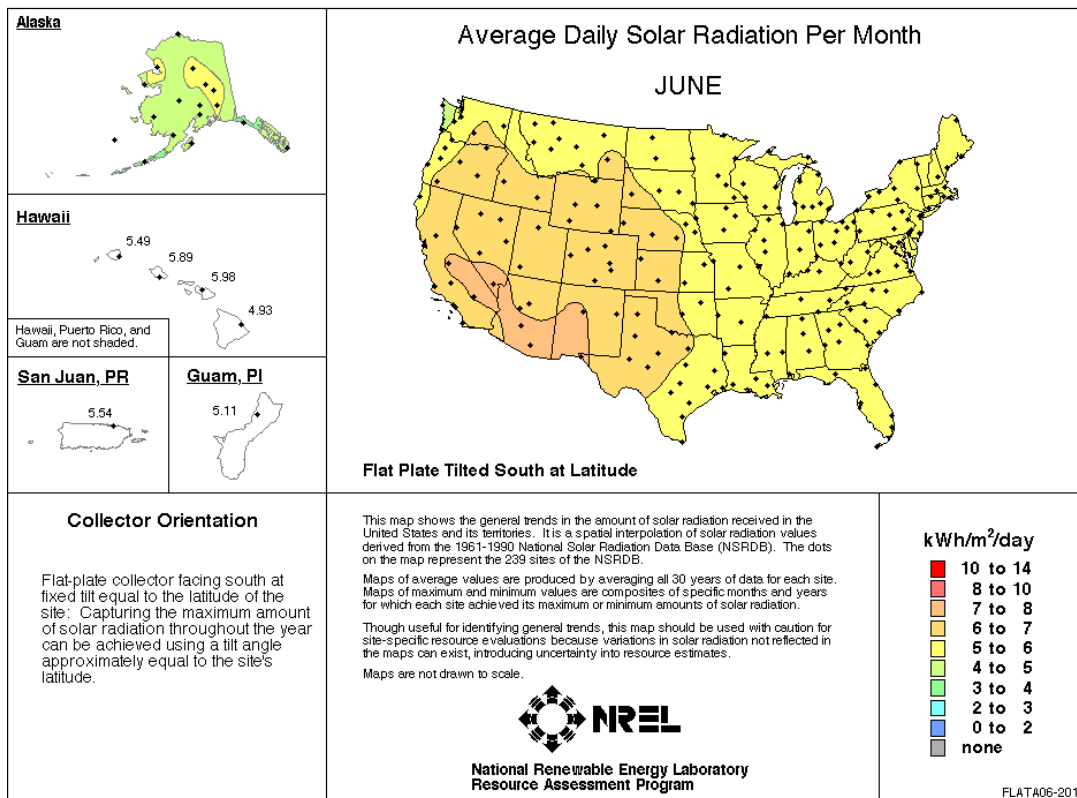 Alaska
Average Daily Solar Radiation Per Month
JUNE
Hawaii
5.49
5.89
5.98
4.93
Hawaii, Puerto Rico, and
Guam are not shaded.
San Juan, PR
5.54
Guam, PI
5.11
Flat Plate Tilted South at Latitude
Collector Orientation
Flat-plate collector facing south at
fixed tilt equal to the latitude of the
site: Capturing the maximum amount
of solar radiation throughout the year
can be achieved using a tilt angle
approximately equal to the site's
latitude.
This map shows the general trends in the amount of solar radiation received in the
United States and its territories. It is a spatial interpolation of solar radiation values
derived from the 1961-1990 National Solar Radiation Data Base (NSRDB). The dots
on the map represent the 239 sites of the NSRDB.
Maps of average values are produced by averaging all 30 years of data for each site.
Maps of maximum and minimum values are composites of specific months and years
for which each site achieved its maximum or minimum amounts of solar radiation.
Though useful for identifying general trends, this map should be used with caution for
site-specific resource evaluations because variations in solar radiation not reflected in
the maps can exist, introducing uncertainty into resource estimates.
Maps are not drawn to scale.
NREL
National Renewable Energy Laboratory
Resource Assessment Program
kWh/m²/day
10 to 14
8 to 10
7 to 8
6 to 7
5 to 6
4 to 5
3 to 4
2 to 3
0 to 2
none
FLATA06-201